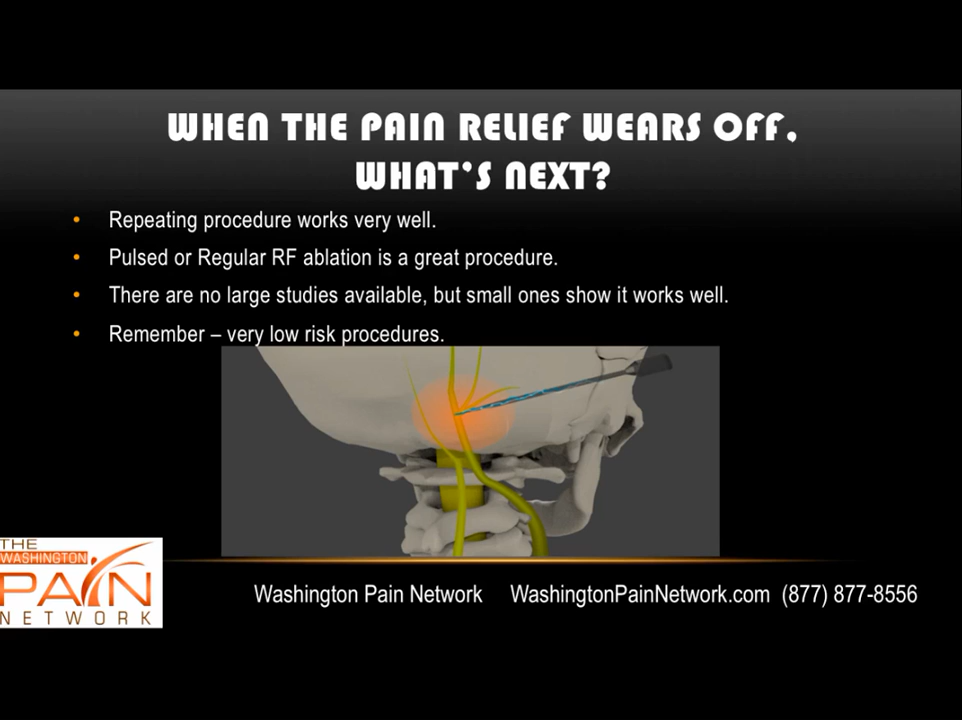 WHEN THE PAIN RELIEF WEARS OFF,
WHAT'S NEXT?
• Repeating procedure works very well.
• Pulsed or Regular RF ablation is a great procedure.
• There are no large studies available, but small ones show it works well.
• Remember – very low risk procedures.
THE
WASHINGTON
PAIN
NETWORK
Washington Pain Network WashingtonPainNetwork.com (877) 877-8556